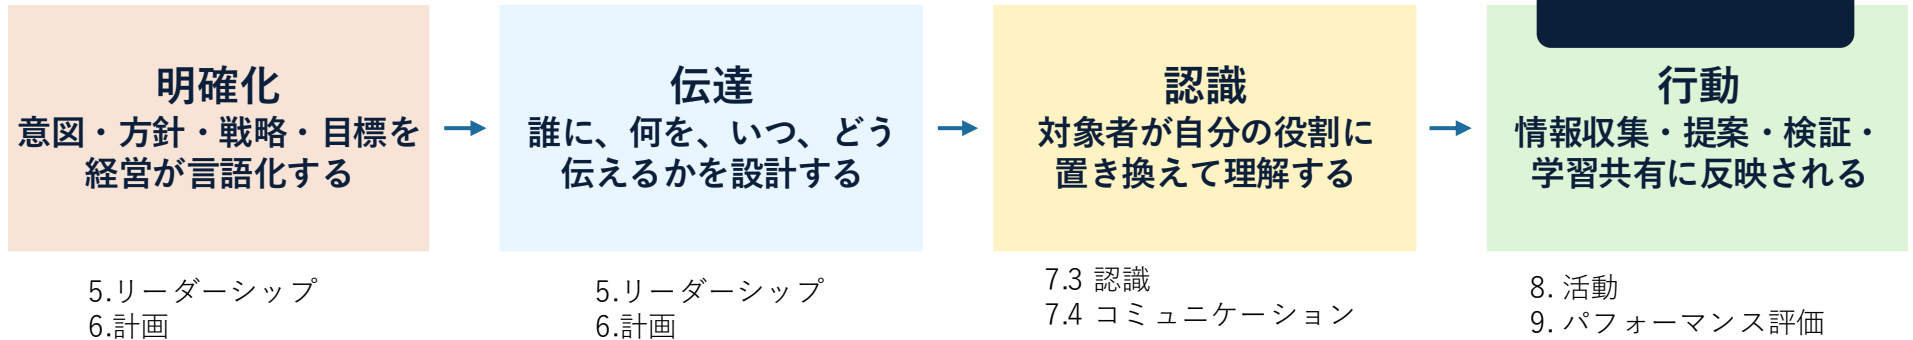 明確化
意図・方針・戦略・目標を
経営が言語化する
伝達
誰に、何を、いつ、どう
伝えるかを設計する
認識
対象者が自分の役割に
置き換えて理解する
行動
情報収集・提案・検証・
学習共有に反映される
5.リーダーシップ
6.計画
5.リーダーシップ
6.計画
7.3 認識
7.4 コミュニケーション
8. 活動
9. パフォーマンス評価